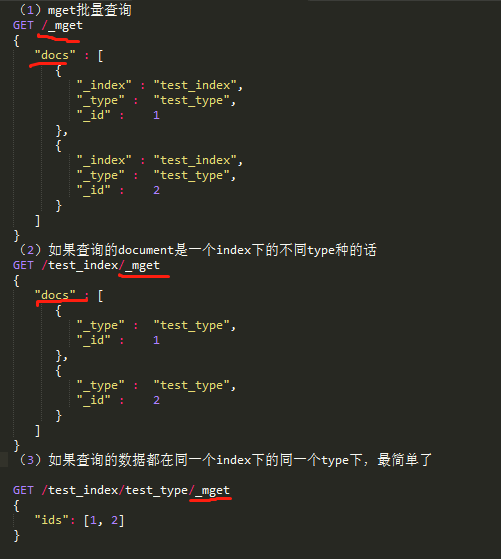 （1）mget批量查询
GET /_mget
{
"docs" : [
{
"_index" : "test_index",
"_type" :  "test_type",
"_id" :    1
},
{
"_index" : "test_index",
"_type" :  "test_type",
"_id" :    2
}
]
}
（2）如果查询的document是一个index下的不同type种的话
GET /test_index/_mget
{
"docs" : [
{
"_type" :  "test_type",
"_id" :    1
},
{
"_type" :  "test_type",
"_id" :    2
}
]
}
（3）如果查询的数据都在同一个index下的同一个type下，最简单了
GET /test_index/test_type/_mget
{
"ids": [1, 2]
}